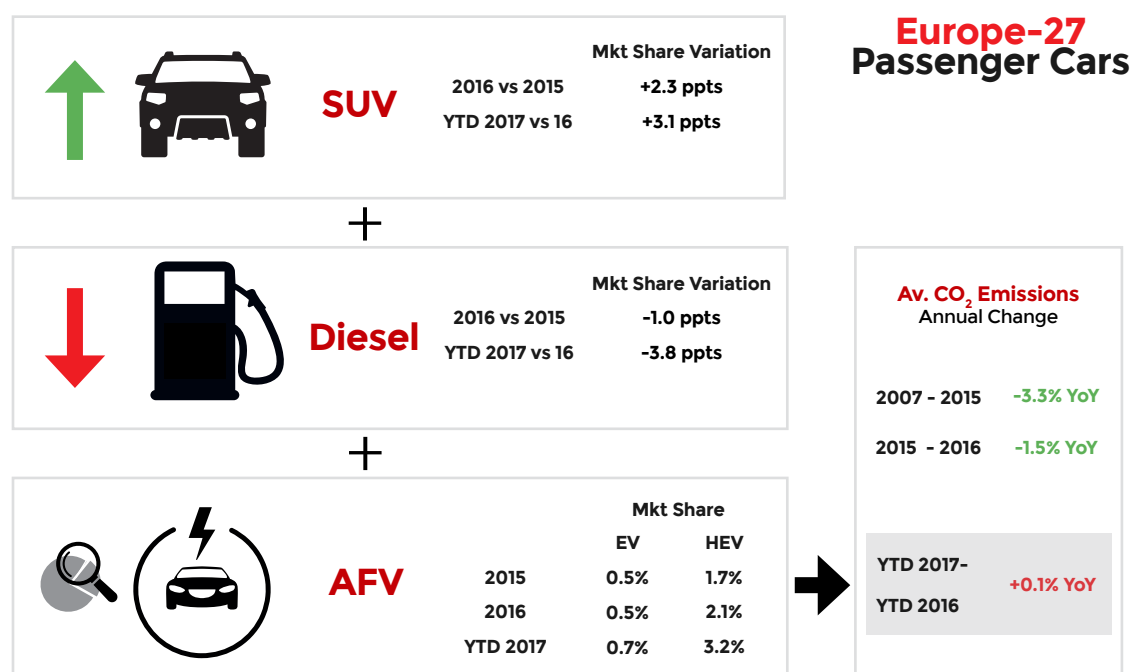 Europe-27
Passenger Cars
Mkt Share Variation
SUV
2016 vs 2015 +2.3 ppts
YTD 2017 vs 16 +3.1 ppts
+
Mkt Share Variation
Diesel
2016 vs 2015 -1.0 ppts
YTD 2017 vs 16 -3.8 ppts
+
Mkt Share
EV HEV
AFV
2015 0.5% 1.7%
2016 0.5% 2.1%
YTD 2017 0.7% 3.2%
Av. CO₂ Emissions
Annual Change
2007 - 2015 -3.3% YoY
2015 - 2016 -1.5% YoY
YTD 2017-
+0.1% YoY
YTD 2016